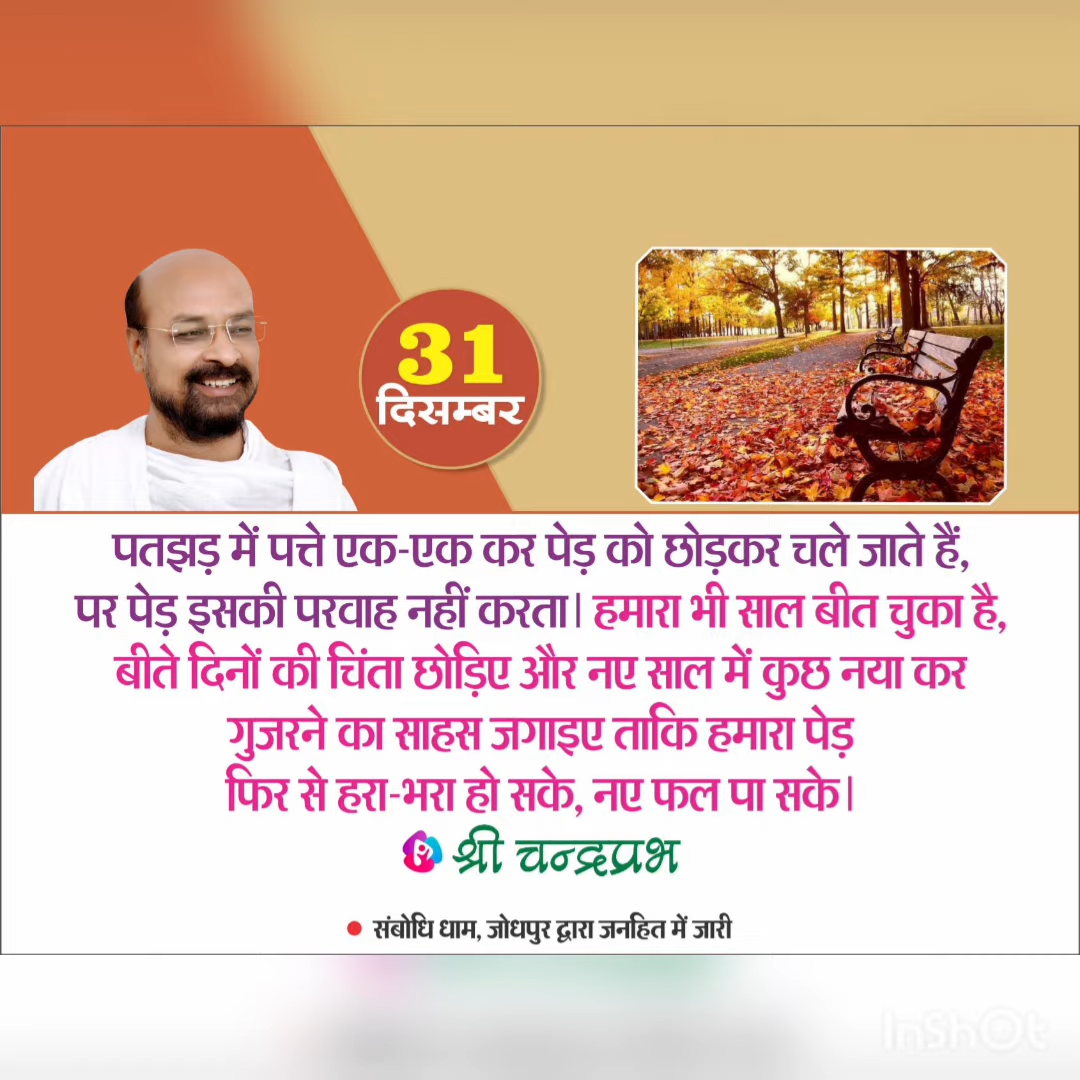 31
दिसम्बर
पतझड़ में पत्ते एक-एक कर पेड़ को छोड़कर चले जाते हैं,
पर पेड़ इसकी परवाह नहीं करता। हमारा भी साल बीत चुका है,
बीते दिनों की चिंता छोड़िए और नए साल में कुछ नया कर
गुजरने का साहस जगाइए ताकि हमारा पेड़
फिर से हरा-भरा हो सके, नए फल पा सके।
श्री चन्द्रप्रभ
• संबोधि धाम, जोधपुर द्वारा जनहित में जारी
InShOt